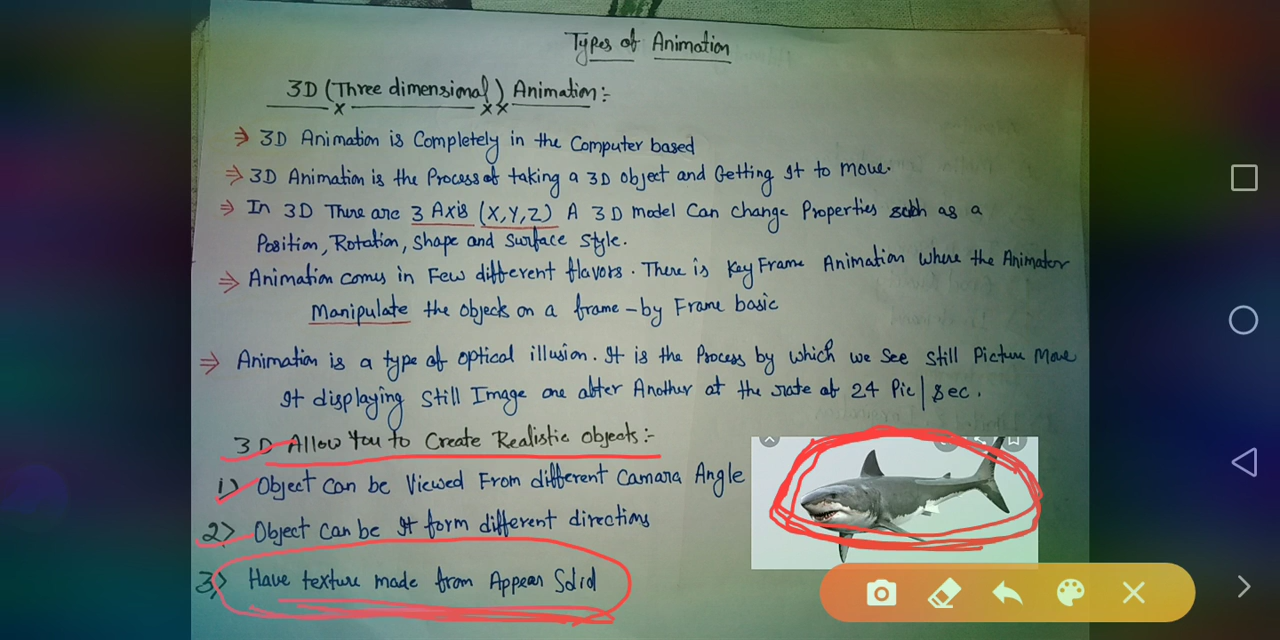 Types of Animation
3D (Three dimensional) Animation:-
⇒ 3D Animation is Completely in the Computer based
⇒ 3D Animation is the Process of taking a 3D object and Getting It to move.
⇒ In 3D There are 3 Axis (X,Y,Z) A 3D model Can Change Properties such as a
Position, Rotation, Shape and Surface Style.
⇒ Animation comes in Few different flavors. There is Key Frame Animation where the Animator
Manipulate the objects on a frame-by Frame basic
⇒ Animation is a type of optical illusion. It is the Process by which we See Still Picture Move
It displaying Still Image one after Another at the rate of 24 Pic/Sec.
3D Allow You to Create Realistic Objects:-
1) Object can be Viewed From different Camara Angle
2) Object Can be It form different directions
3) Have texture made from Appear Solid